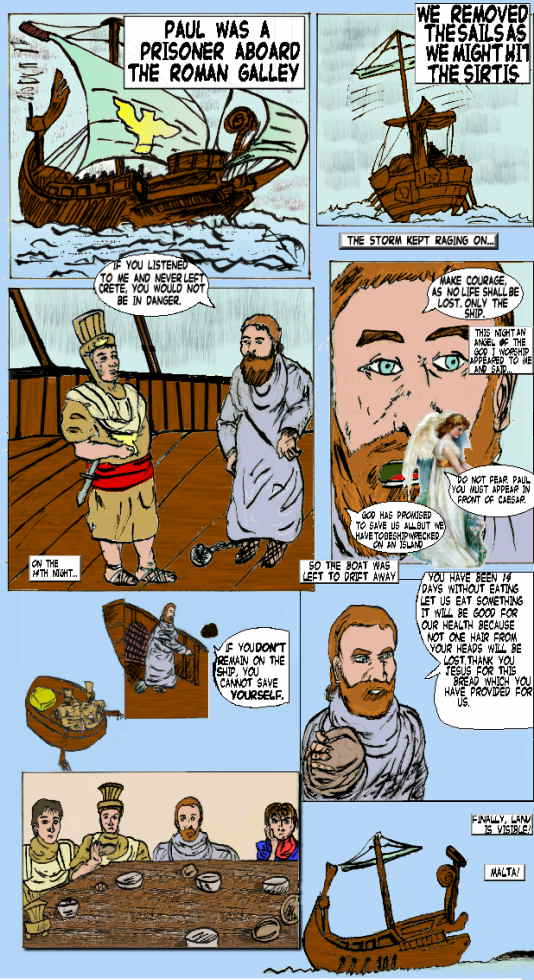 PAUL WAS A
PRISONER ABOARD
THE ROMAN GALLEY
WE REMOVED
THE SAILS AS
WE MIGHT HIT
THE SIRTIS
THE STORM KEPT RAGING ON...
IF YOU LISTENED
TO ME AND NEVER LEFT
CRETE, YOU WOULD NOT
BE IN DANGER.
MAKE COURAGE,
AS NO LIFE SHALL BE
LOST. ONLY THE
SHIP.
THIS NIGHT AN
ANGEL OF THE
GOD I WORSHIP
APPEARED TO ME
AND SAID...
DO NOT FEAR, PAUL
YOU MUST APPEAR IN
FRONT OF CAESAR.
GOD HAS PROMISED
TO SAVE US ALL.BUT WE
HAVE TO BE SHIPWRECKED
ON AN ISLAND
ON THE
14TH NIGHT...
SO THE BOAT WAS
LEFT TO DRIFT AWAY
IF YOU DON'T
REMAIN ON THE
SHIP, YOU
CANNOT SAVE
YOURSELF.
YOU HAVE BEEN 14
DAYS WITHOUT EATING
LET US EAT SOMETHING
IT WILL BE GOOD FOR
OUR HEALTH BECAUSE
NOT ONE HAIR FROM
YOUR HEADS WILL BE
LOST.THANK YOU
JESUS FOR THIS
BREAD WHICH YOU
HAVE PROVIDED FOR
US.
FINALLY, LAND
IS VISIBLE!
MALTA!